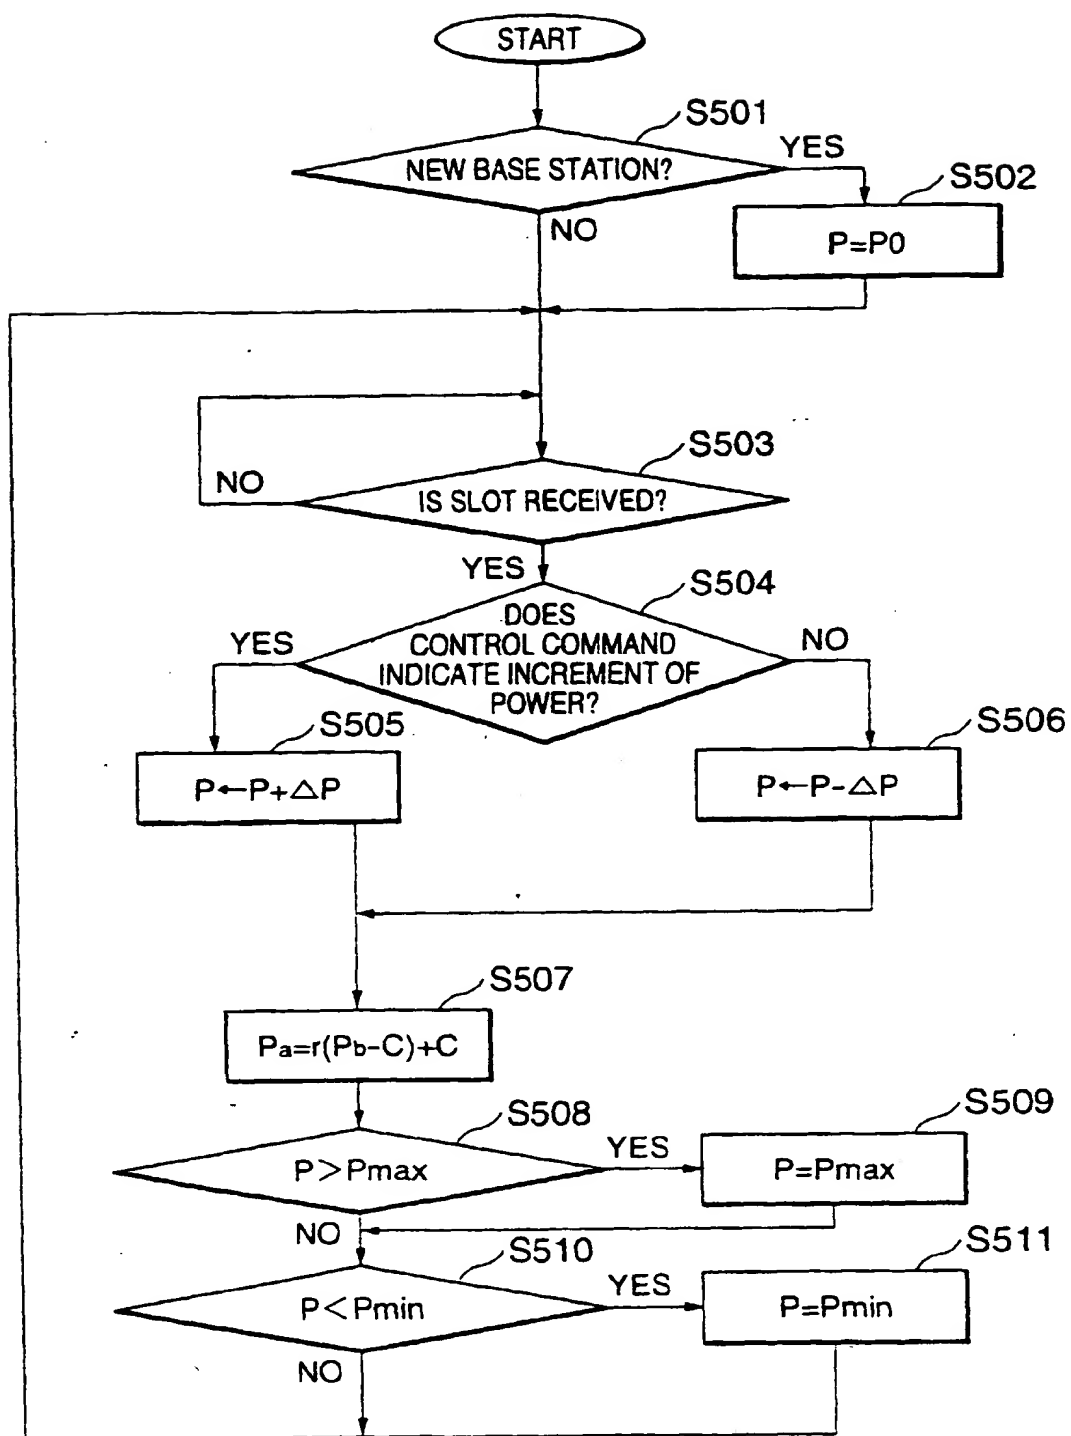 START
S501
NEW BASE STATION?
YES
S502
P=P0
NO
S503
NO
IS SLOT RECEIVED?
YES
S504
DOES
CONTROL COMMAND
INDICATE INCREMENT OF
POWER?
YES
NO
S505
S506
P←P+△P
P←P-△P
S507
Pa=r(Pb-C)+C
S508
S509
P>Pmax
YES
P=Pmax
NO
S510
S511
P<Pmin
YES
P=Pmin
NO